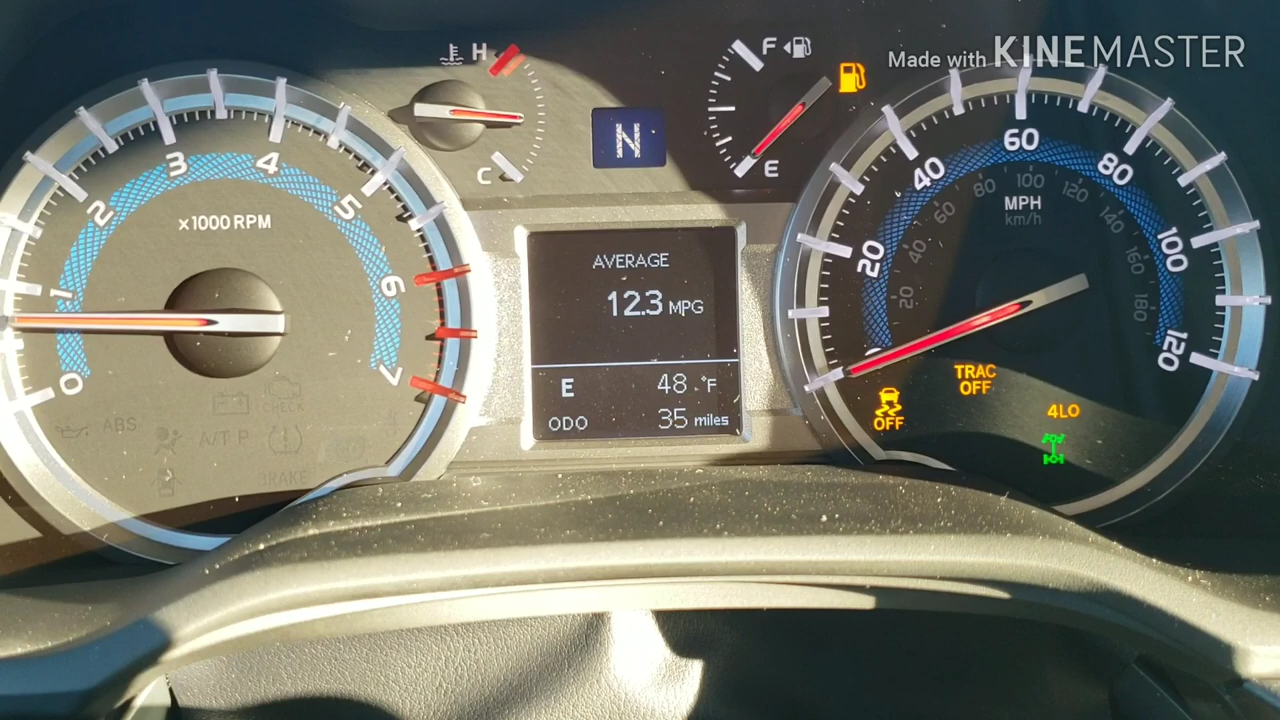 Made with KINEMASTER
H
C
N
F
E
0
1
2
3
4
5
6
7
x1000 RPM
ABS
CHECK
A/T P
BRAKE
AVERAGE
12.3 MPG
E 48 °F
ODO 35 miles
20
40
60
80
100
120
20
40
60
80
100
120
140
160
180
MPH
km/h
OFF
TRAC
OFF
4LO